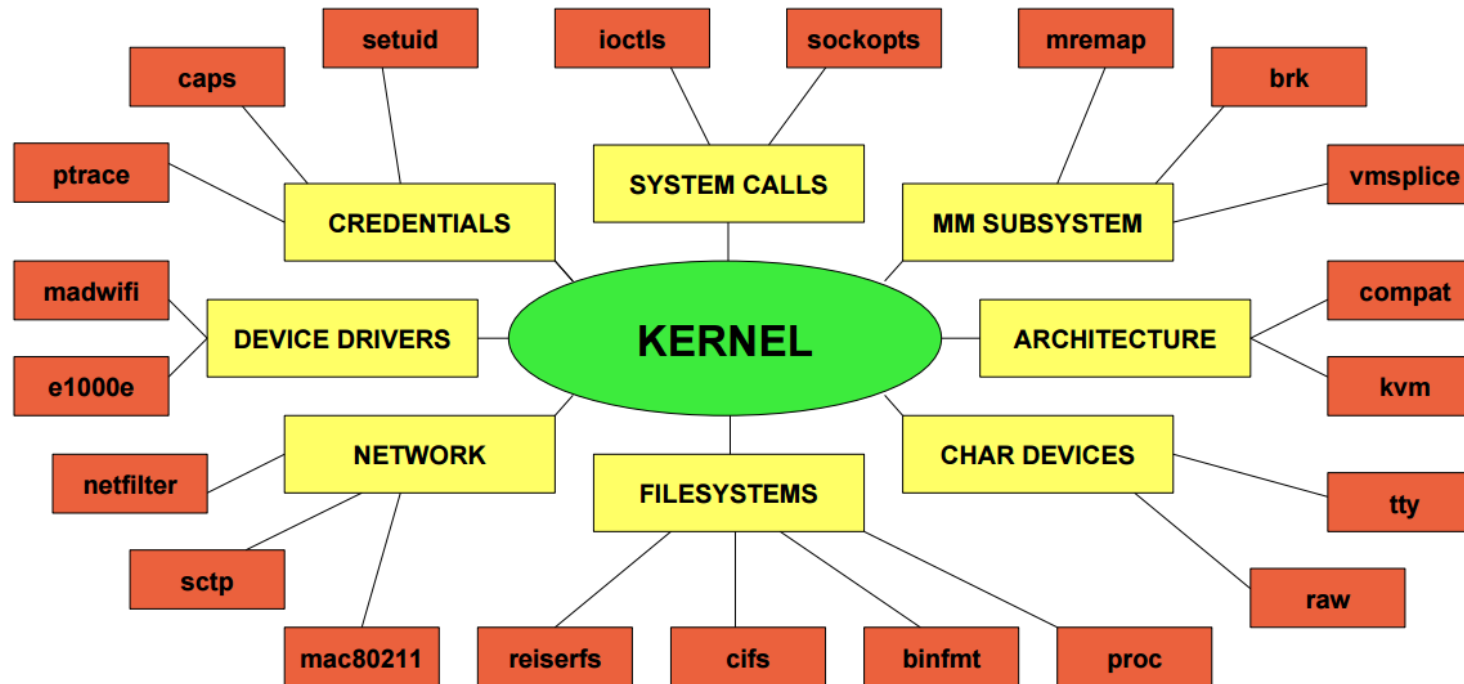 setuid
ioctls
sockopts
mremap
caps
brk
ptrace
SYSTEM CALLS
vmsplice
CREDENTIALS
MM SUBSYSTEM
madwifi
compat
DEVICE DRIVERS
KERNEL
ARCHITECTURE
e1000e
kvm
NETWORK
CHAR DEVICES
netfilter
FILESYSTEMS
tty
sctp
raw
mac80211
reiserfs
cifs
binfmt
proc